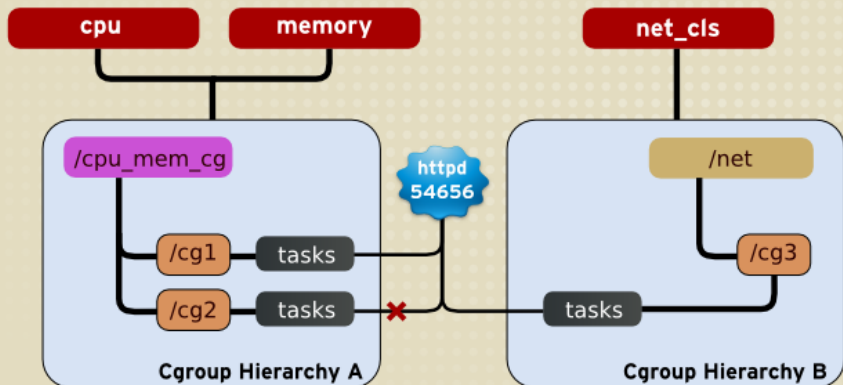 cpu
memory
net_cls
/cpu_mem_cg
/net
httpd
54656
/cg1
tasks
/cg3
/cg2
tasks
tasks
Cgroup Hierarchy A
Cgroup Hierarchy B